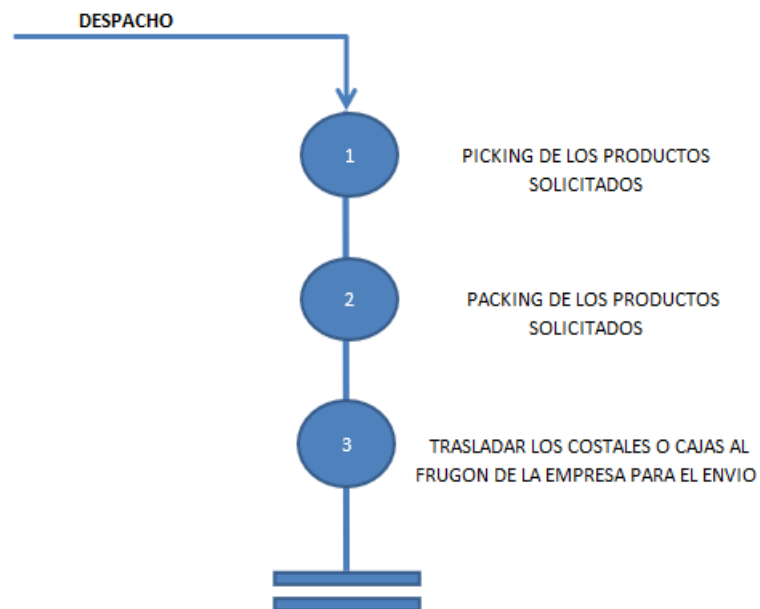 DESPACHO
1
PICKING DE LOS PRODUCTOS
SOLICITADOS
2
PACKING DE LOS PRODUCTOS
SOLICITADOS
3
TRASLADAR LOS COSTALES O CAJAS AL
FRUGON DE LA EMPRESA PARA EL ENVIO